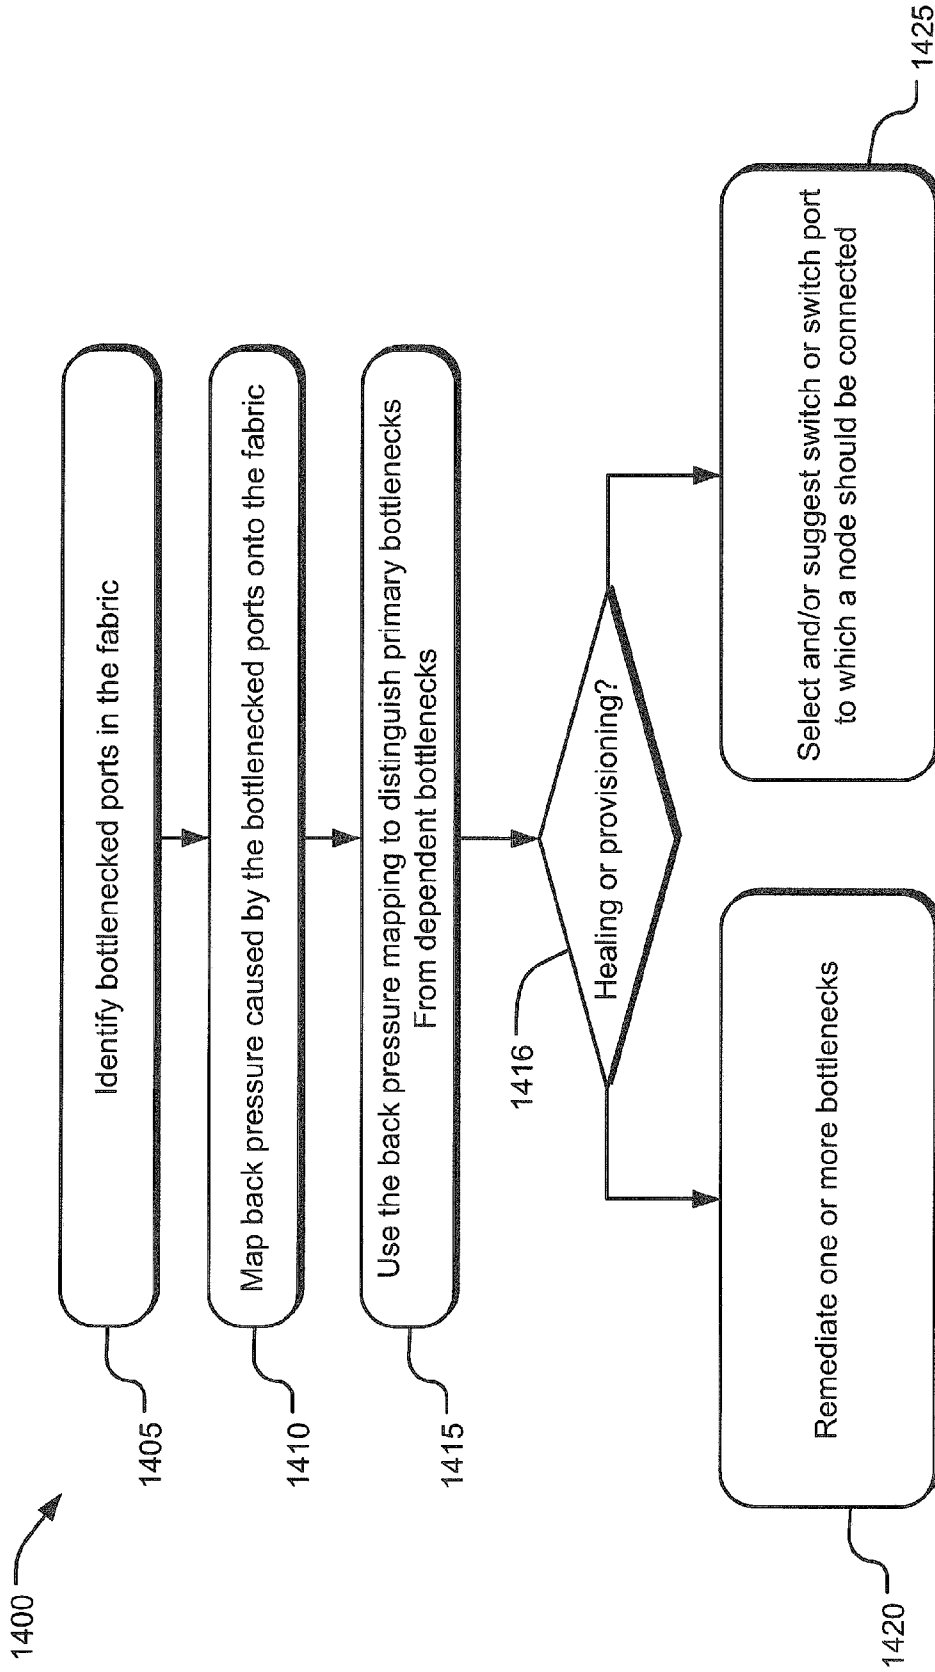 1400
1405
Identify bottlenecked ports in the fabric
1410
Map back pressure caused by the bottlenecked ports onto the fabric
1415
Use the back pressure mapping to distinguish primary bottlenecks
From dependent bottlenecks
1416
Healing or provisioning?
1420
Remediate one or more bottlenecks
Select and/or suggest switch or switch port
to which a node should be connected
1425